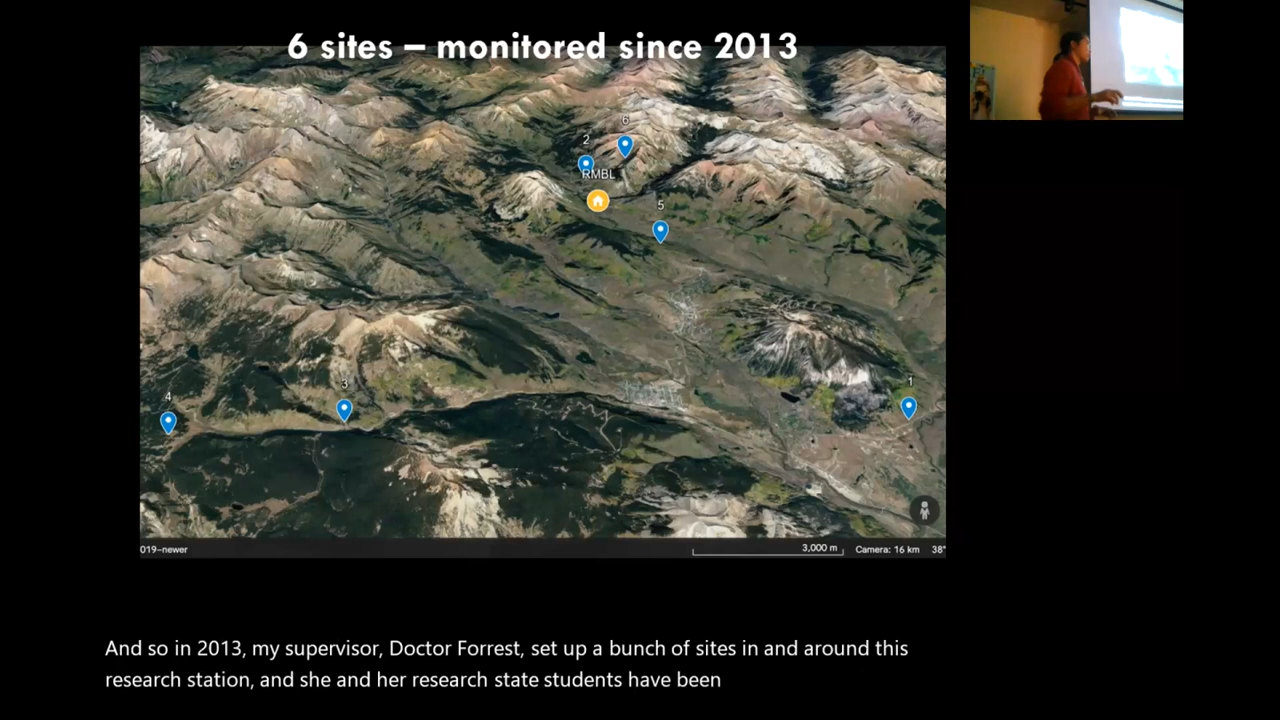 6 sites – monitored since 2013
6
2
RMBL
5
3
4
1
019–newer
3,000 m
Camera: 16 km
38°
And so in 2013, my supervisor, Doctor Forrest, set up a bunch of sites in and around this
research station, and she and her research state students have been